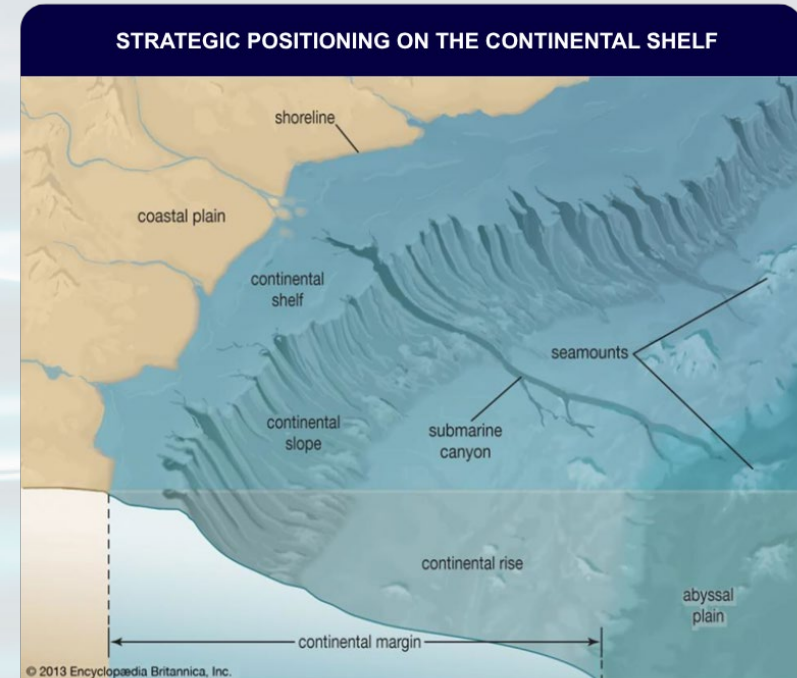 STRATEGIC POSITIONING ON THE CONTINENTAL SHELF
shoreline
coastal plain
continental
shelf
seamounts
continental
slope
submarine
canyon
continental rise
abyssal
plain
continental margin
© 2013 Encyclopædia Britannica, Inc.